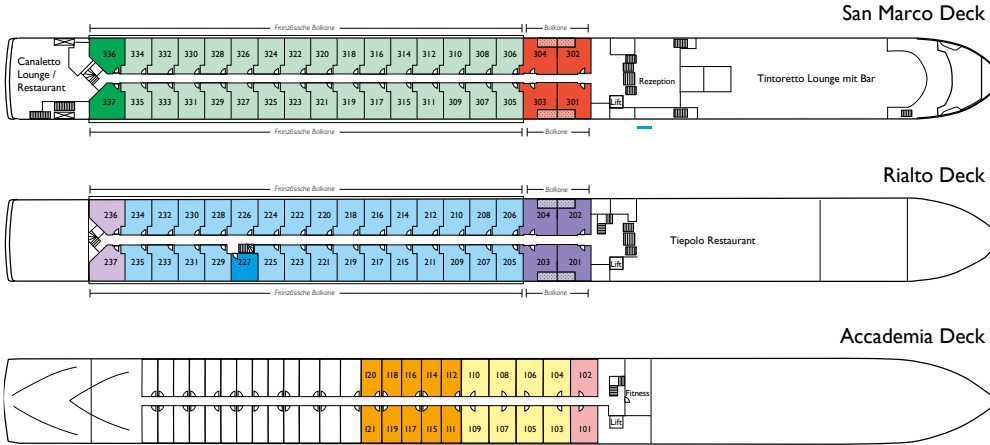 San Marco Deck
Französische Balkone
Balkone
336 334 332 330 328 326 324 322 320 318 316 314 312 310 308 306 304 302
Canaletto
Lounge /
Restaurant
Rezeption
Tintoretto Lounge mit Bar
337 335 333 331 329 327 325 323 321 319 317 315 311 309 307 305 303 301
Lift
Französische Balkone
Balkone
Rialto Deck
Französische Balkone
Balkone
236 234 232 230 228 226 224 222 220 218 216 214 212 210 208 206 204 202
Tiepolo Restaurant
237 235 233 231 229 227 225 223 221 219 217 215 211 209 207 205 203 201
Lift
Französische Balkone
Balkone
Accademia Deck
120 118 116 114 112 110 108 106 104 102
Fitness
121 119 117 115 111 109 107 105 103 101
Lift